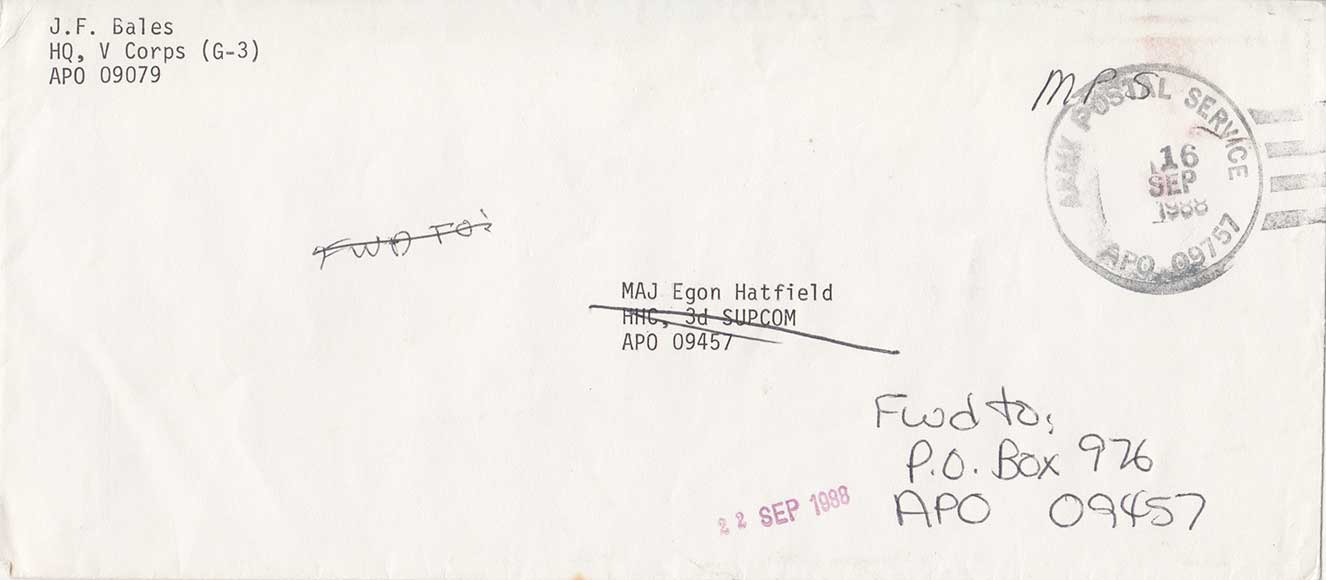 J.F. Bales
HQ, V Corps (G-3)
APO 09079
MPS
ARMY POSTAL SERVICE
16
SEP
1988
APO 09757
FWD TO:
MAJ Egon Hatfield
HHC, 3d SUPCOM
APO 09457
Fwd to:
P.O. Box 976
APO 09457
22 SEP 1988